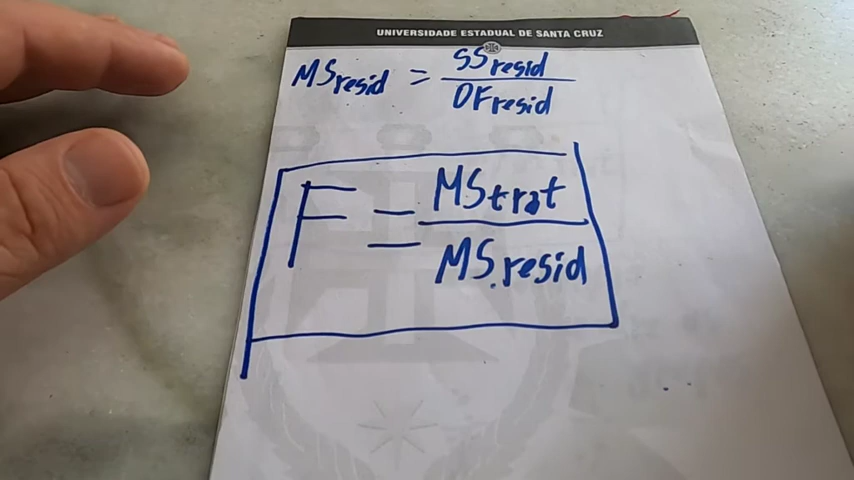 UNIVERSIDADE ESTADUAL DE SANTA CRUZ
MSresid = SSresid / DFresid
F = MStrat / MS.resid